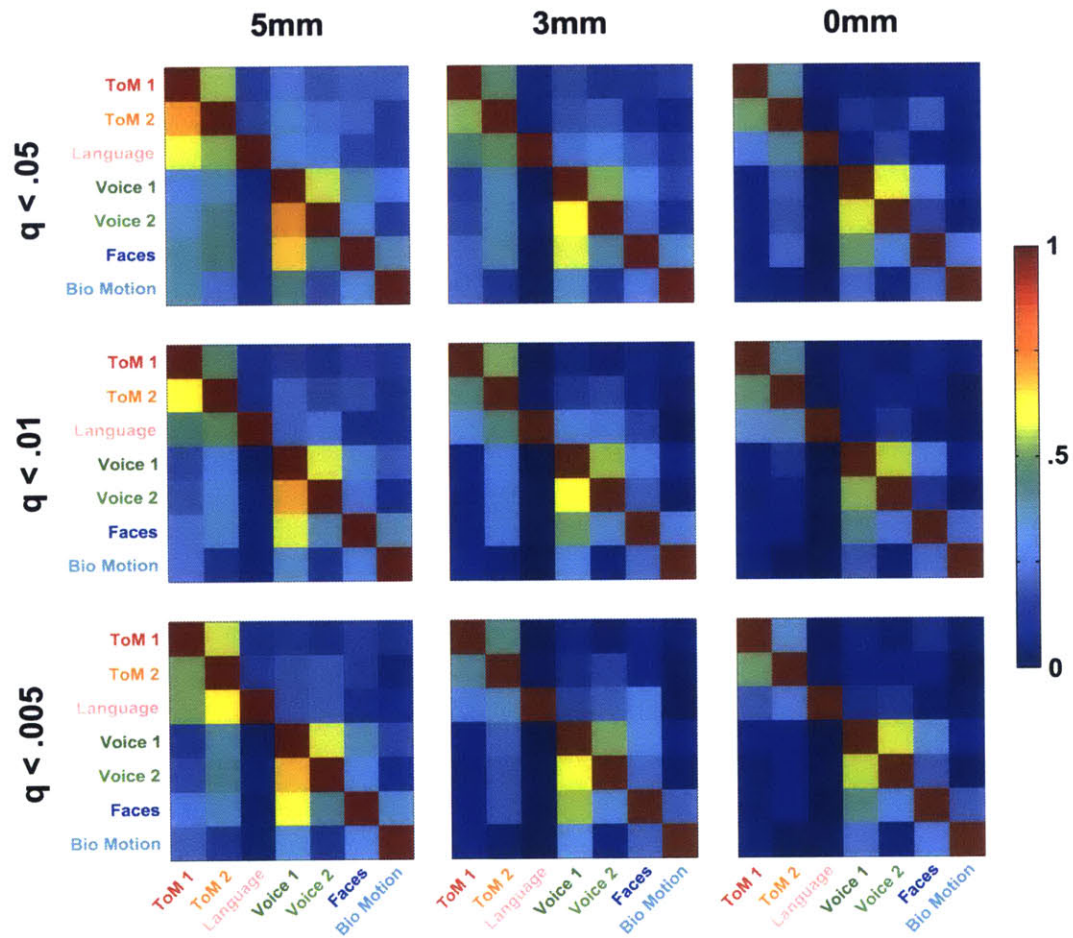 5mm 3mm 0mm
q < .05
ToM 1
ToM 2
Language
Voice 1
Voice 2
Faces
Bio Motion
q < .01
ToM 1
ToM 2
Language
Voice 1
Voice 2
Faces
Bio Motion
q < .005
ToM 1
ToM 2
Language
Voice 1
Voice 2
Faces
Bio Motion
1
.5
0
ToM 1 ToM 2 Language Voice 1 Voice 2 Faces Bio Motion ToM 1 ToM 2 Language Voice 1 Voice 2 Faces Bio Motion ToM 1 ToM 2 Language Voice 1 Voice 2 Faces Bio Motion